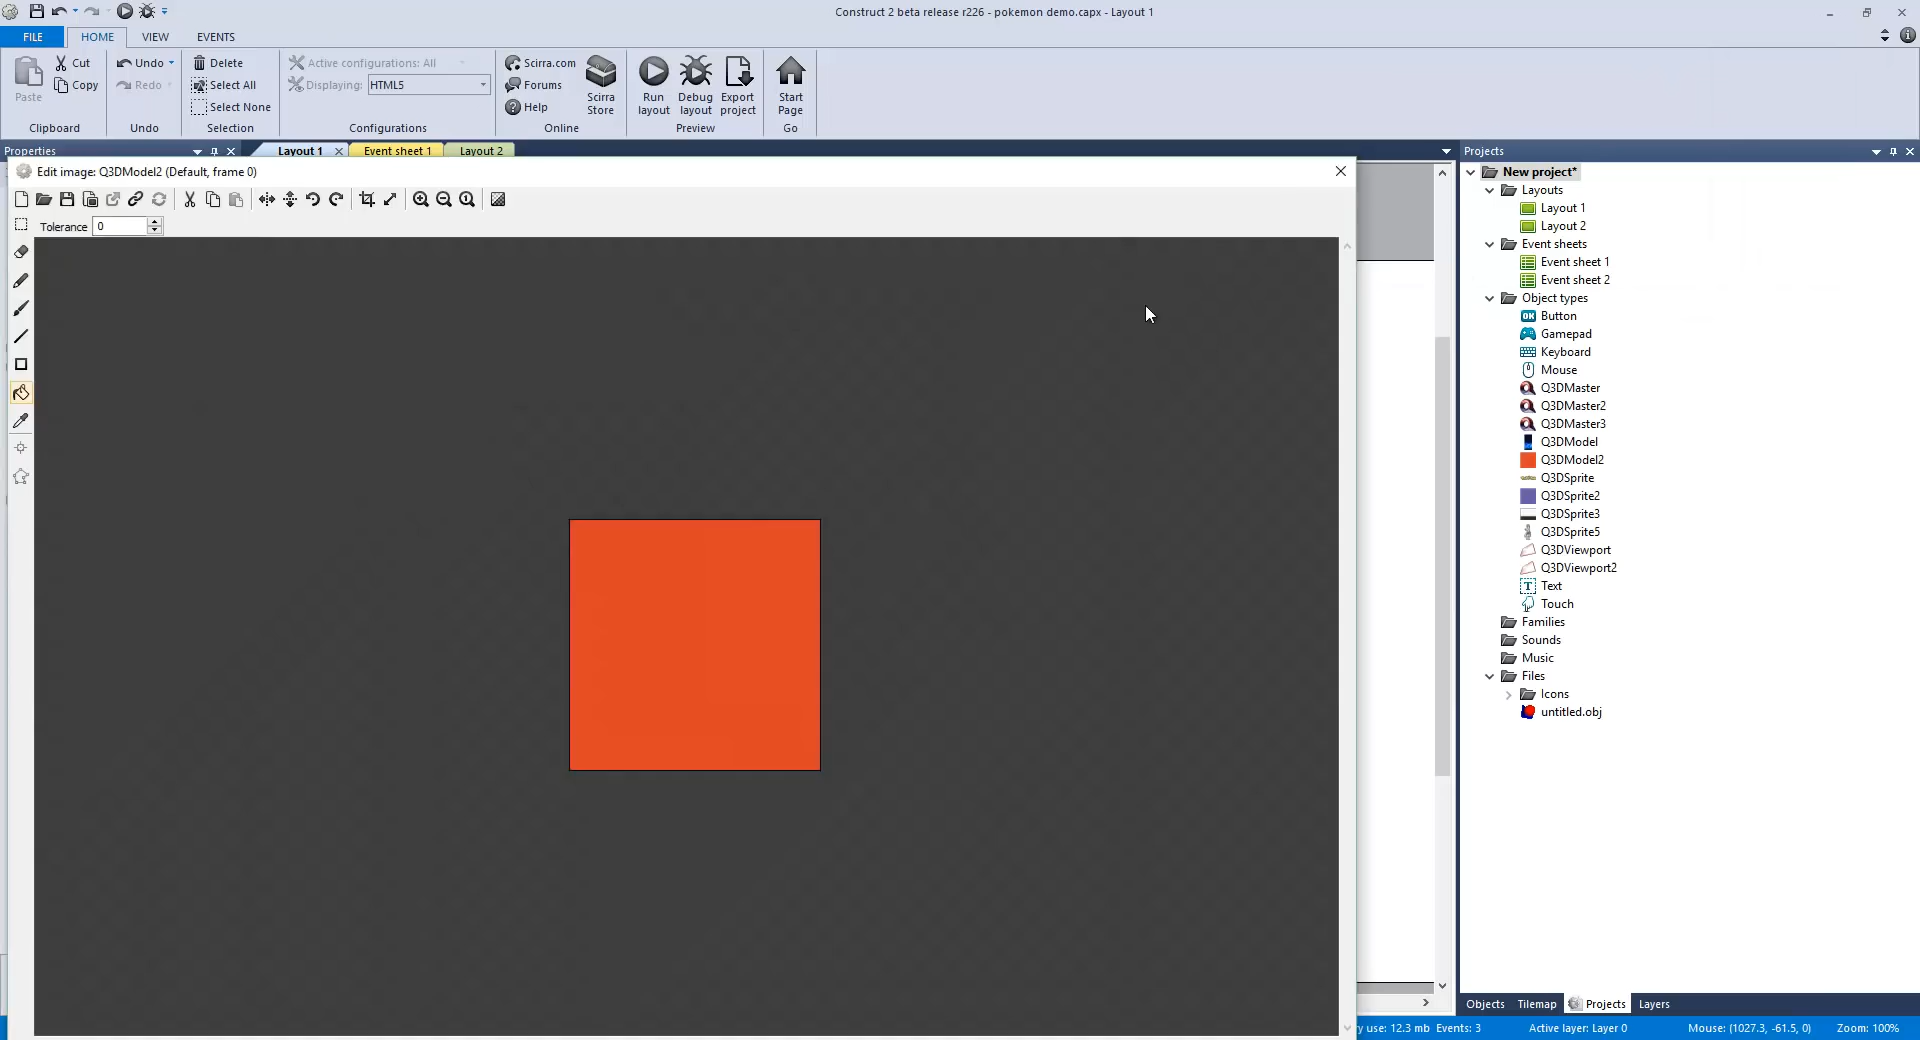 Construct 2 beta release r226 - pokemon demo.capx - Layout 1
FILE HOME VIEW EVENTS
Paste
Cut
Copy
Clipboard
Undo
Redo
Undo
Delete
Select All
Select None
Selection
Active configurations: All
Displaying: HTML5
Configurations
Scirra.com
Forums
Help
Scirra Store
Online
Run layout
Debug layout
Export project
Preview
Start Page
Go
Properties
Layout 1
Event sheet 1
Layout 2
Edit image: Q3DModel2 (Default, frame 0)
Tolerance 0
Projects
New project*
Layouts
Layout 1
Layout 2
Event sheets
Event sheet 1
Event sheet 2
Object types
OK Button
Gamepad
Keyboard
Mouse
Q3DMaster
Q3DMaster2
Q3DMaster3
Q3DModel
Q3DModel2
Q3DSprite
Q3DSprite2
Q3DSprite3
Q3DSprite5
Q3DViewport
Q3DViewport2
T Text
Touch
Families
Sounds
Music
Files
Icons
untitled.obj
Objects Tilemap Projects Layers
ry use: 12.3 mb Events: 3 Active layer: Layer 0 Mouse: (1027.3, -61.5, 0) Zoom: 100%